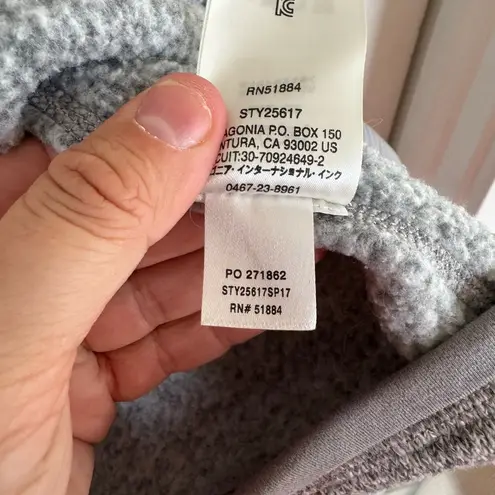 RN51884
STY25617
AGONIA P.O. BOX 150
NTURA, CA 93002 US
CUIT:30-70924649-2
ゴニア・インターナショナル・インク
0467-23-8961
PO 271862
STY25617SP17
RN# 51884